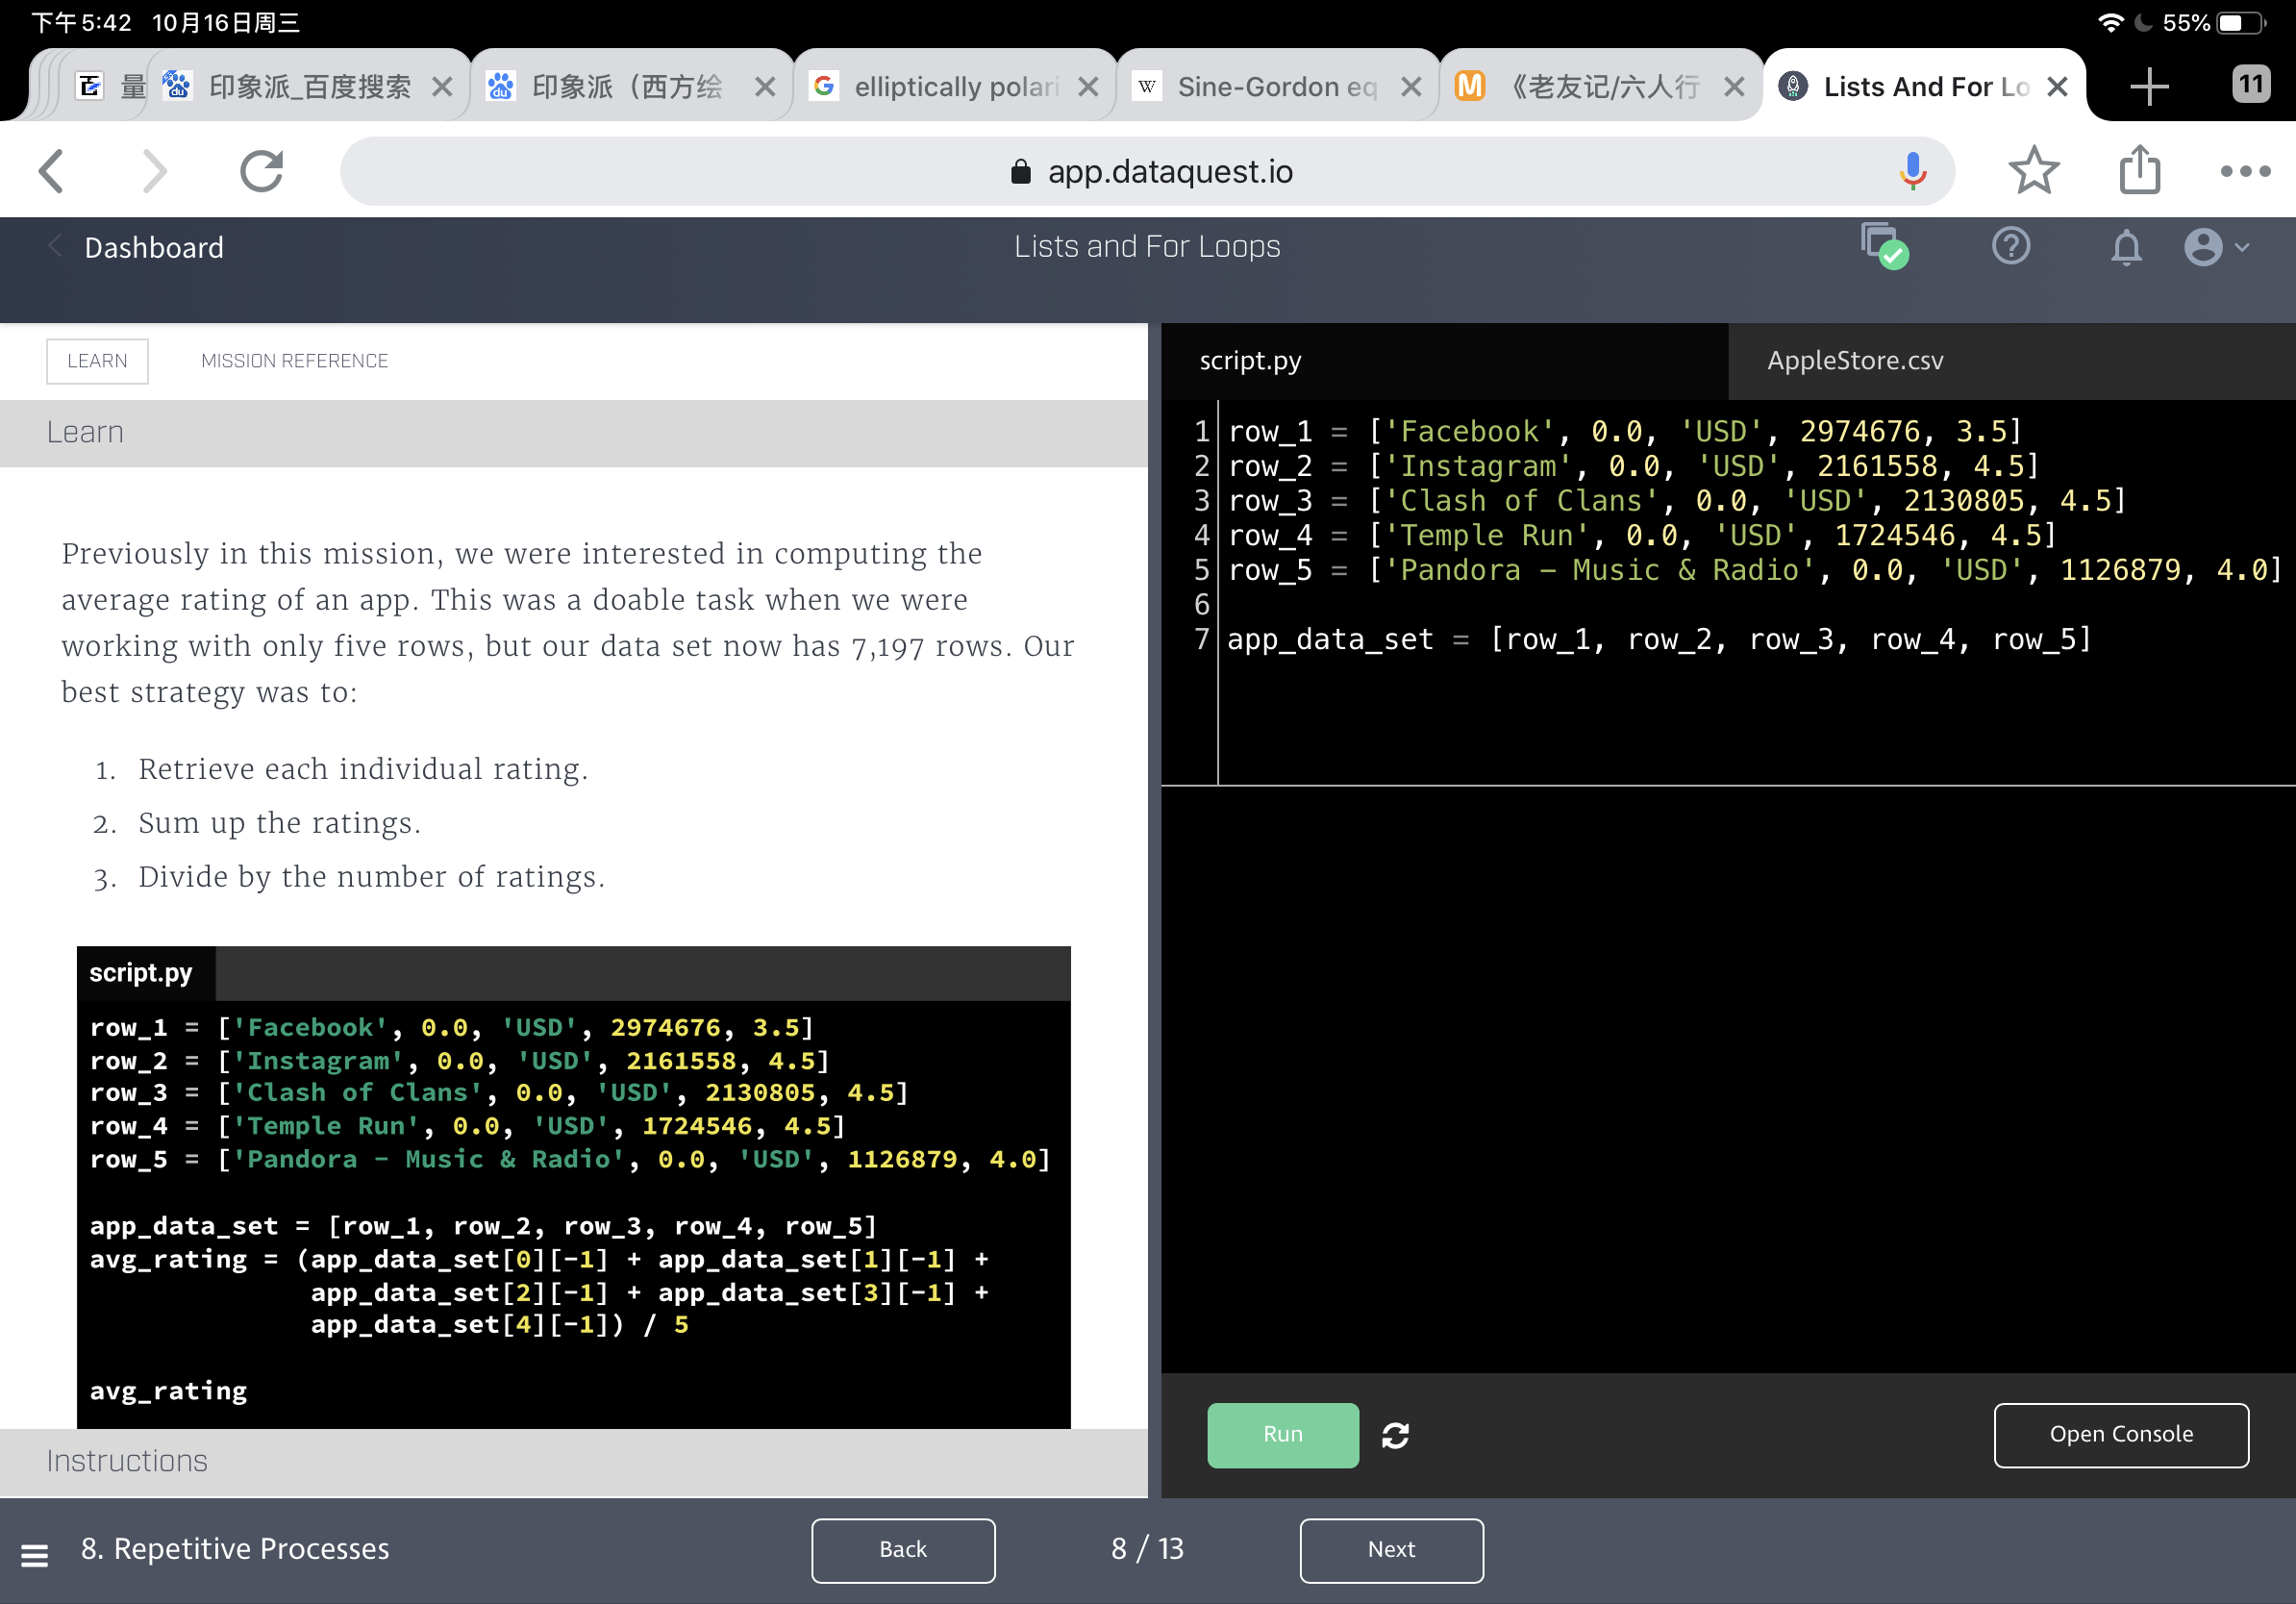 下午5:42 10月16日周三
55%
量
印象派_百度搜索
印象派（西方绘
elliptically polari
Sine-Gordon eq
《老友记/六人行
Lists And For Lo
11
app.dataquest.io
Dashboard
Lists and For Loops
LEARN
MISSION REFERENCE
Learn
Previously in this mission, we were interested in computing the
average rating of an app. This was a doable task when we were
working with only five rows, but our data set now has 7,197 rows. Our
best strategy was to:
1. Retrieve each individual rating.
2. Sum up the ratings.
3. Divide by the number of ratings.
script.py
row_1 = ['Facebook', 0.0, 'USD', 2974676, 3.5]
row_2 = ['Instagram', 0.0, 'USD', 2161558, 4.5]
row_3 = ['Clash of Clans', 0.0, 'USD', 2130805, 4.5]
row_4 = ['Temple Run', 0.0, 'USD', 1724546, 4.5]
row_5 = ['Pandora - Music & Radio', 0.0, 'USD', 1126879, 4.0]
app_data_set = [row_1, row_2, row_3, row_4, row_5]
avg_rating = (app_data_set[0][-1] + app_data_set[1][-1] +
app_data_set[2][-1] + app_data_set[3][-1] +
app_data_set[4][-1]) / 5
avg_rating
Instructions
script.py
AppleStore.csv
1 row_1 = ['Facebook', 0.0, 'USD', 2974676, 3.5]
2 row_2 = ['Instagram', 0.0, 'USD', 2161558, 4.5]
3 row_3 = ['Clash of Clans', 0.0, 'USD', 2130805, 4.5]
4 row_4 = ['Temple Run', 0.0, 'USD', 1724546, 4.5]
5 row_5 = ['Pandora - Music & Radio', 0.0, 'USD', 1126879, 4.0]
6
7 app_data_set = [row_1, row_2, row_3, row_4, row_5]
Run
Open Console
8. Repetitive Processes
Back
8 / 13
Next